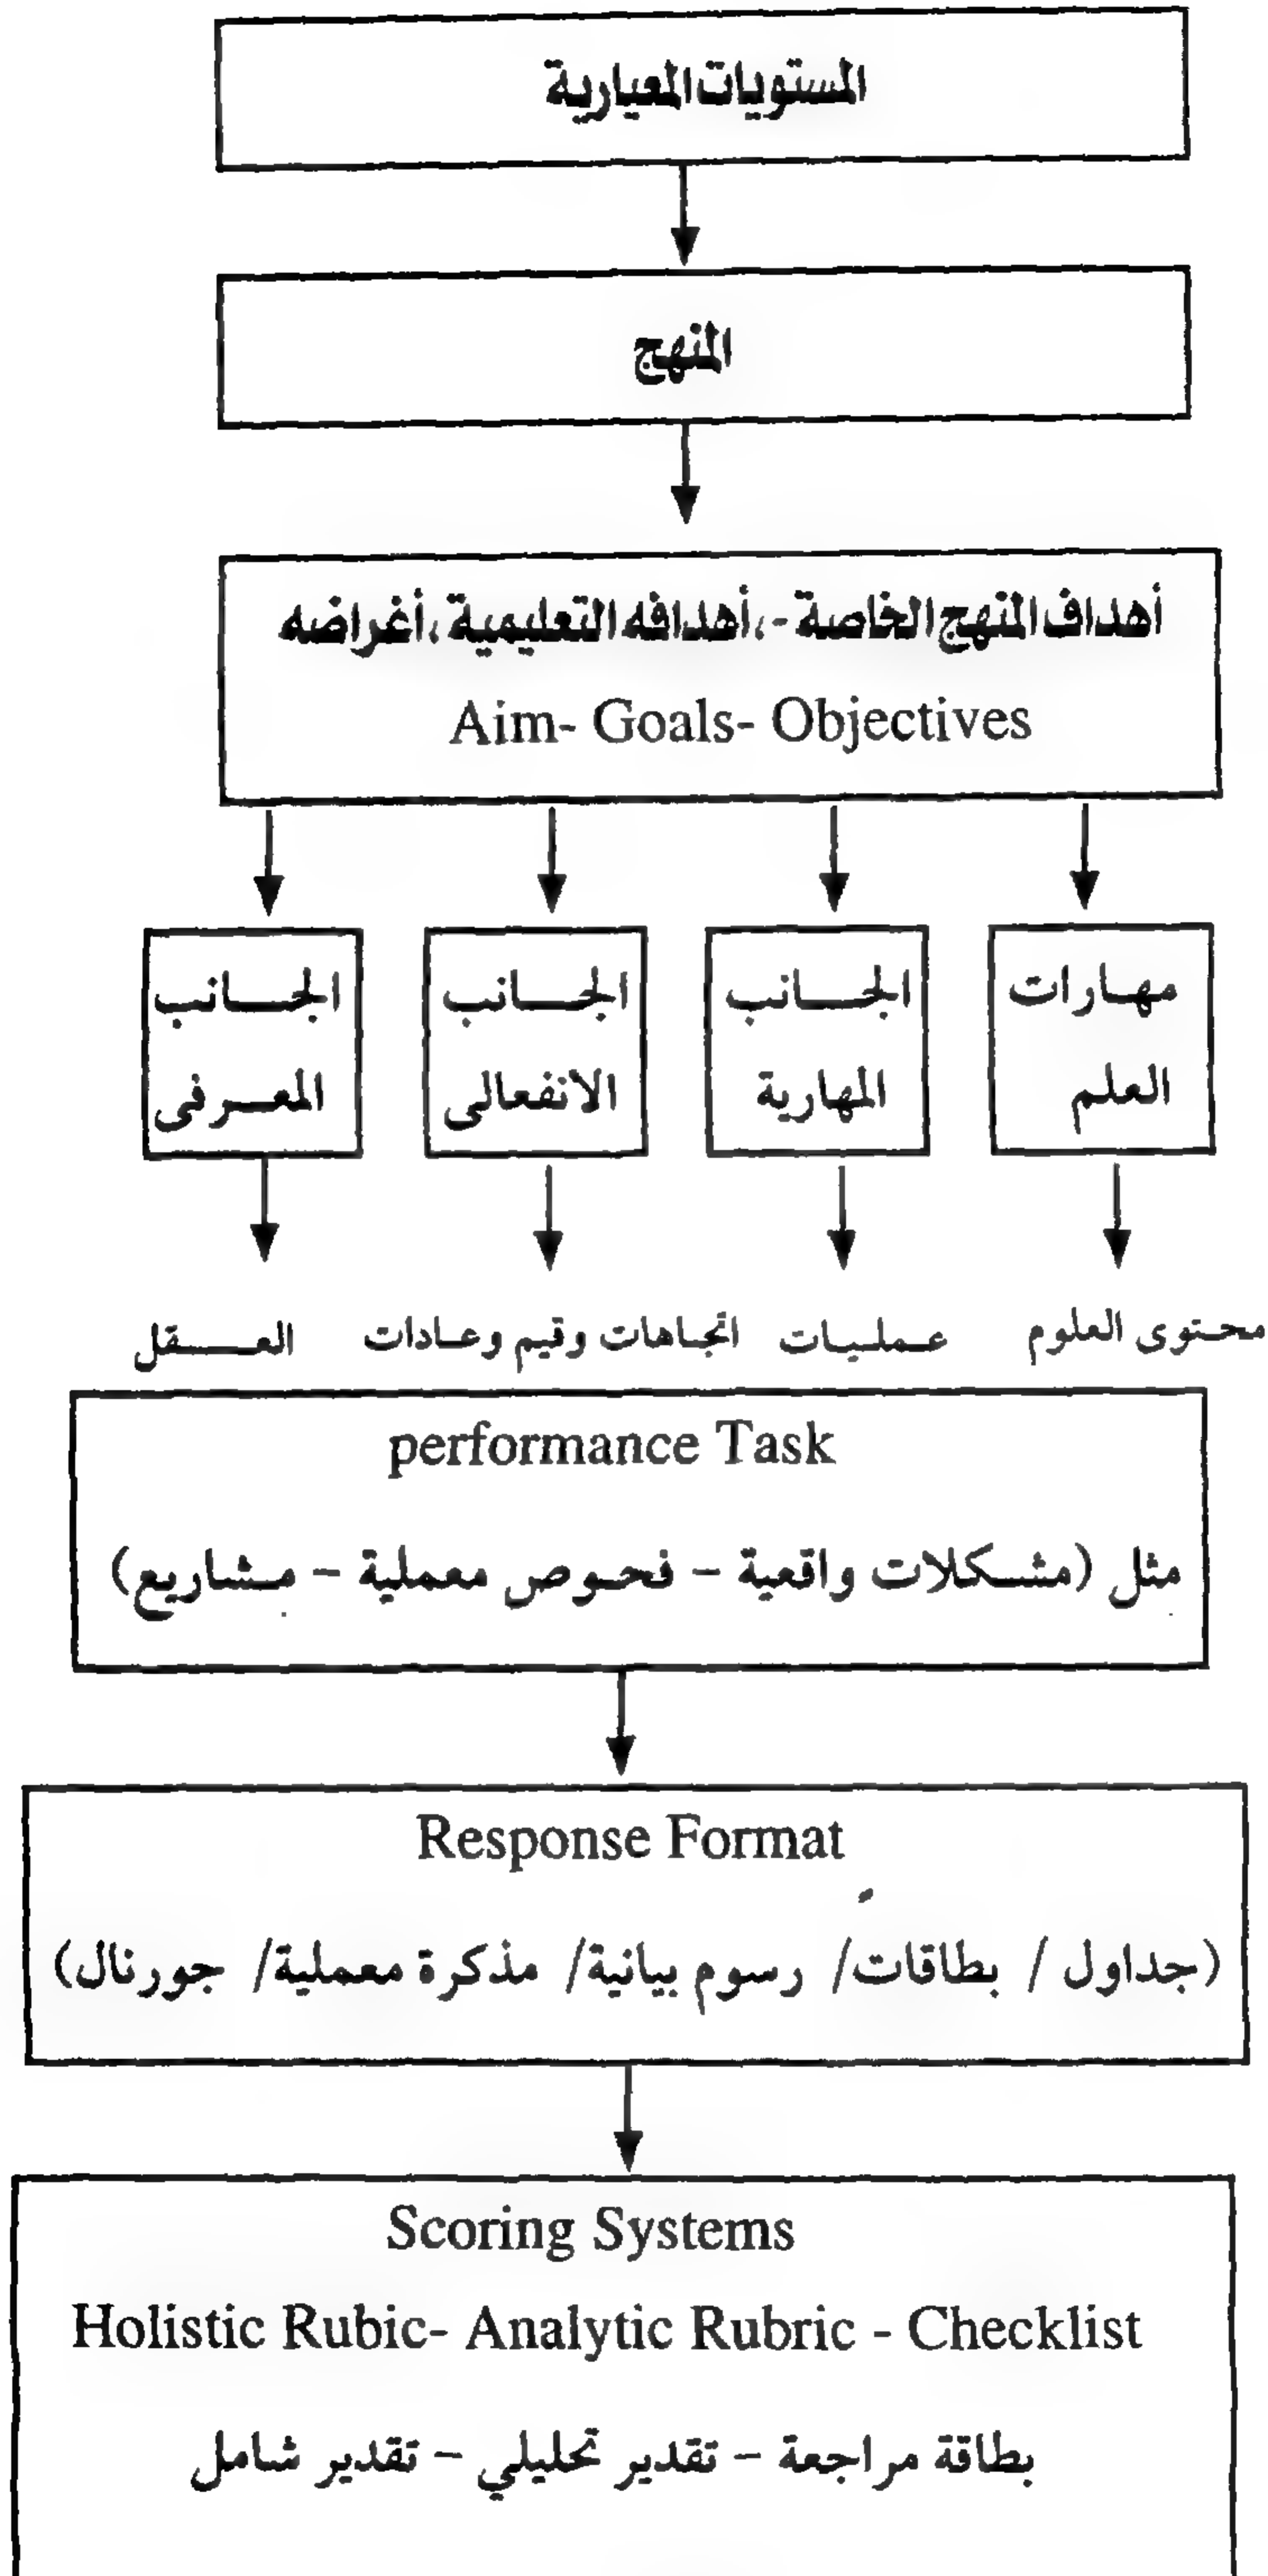 المستويات المعيارية
المنهج
أهداف المنهج الخاصة -، أهدافه التعليمية، أغراضه
Aim- Goals- Objectives
مهارات
العلم
الجانب
المهارية
الجانب
الانفعالى
الجانب
المعرفى
محتوى العلوم
عمليات
اتجاهات وقيم وعادات
العقل
performance Task
مثل (مشكلات واقعية – فحوص معملية – مشاريع)
Response Format
(جداول / بطاقات/ رسوم بيانية/ مذكرة معملية/ جورنال)
Scoring Systems
Holistic Rubic- Analytic Rubric - Checklist
بطاقة مراجعة – تقدير تحليلي – تقدير شامل